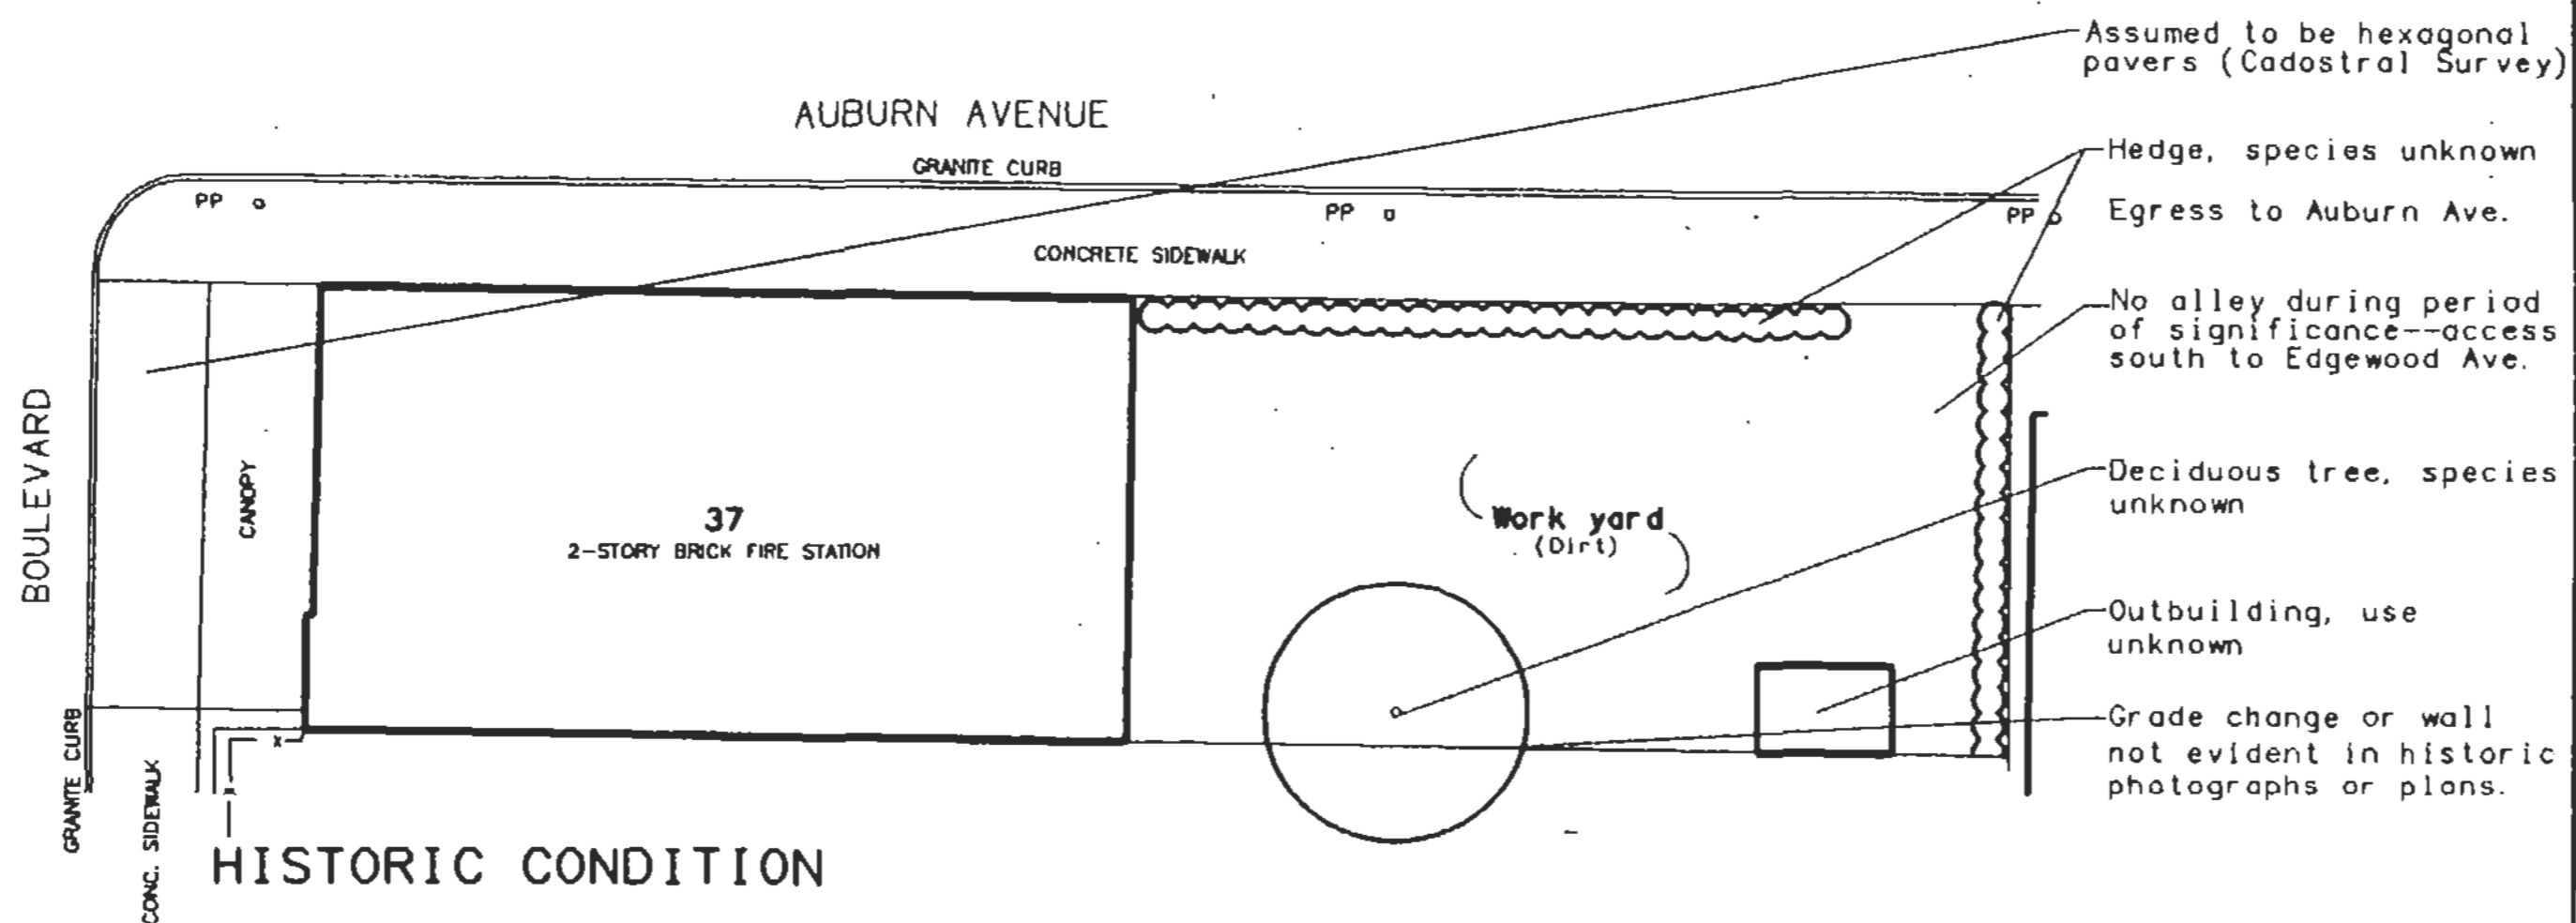 Assumed to be hexagonal
pavers (Cadostral Survey)
AUBURN AVENUE
GRANITE CURB
Hedge, species unknown
PP
PP
PP
Egress to Auburn Ave.
CONCRETE SIDEWALK
No alley during period
of significance--access
south to Edgewood Ave.
BOULEVARD
CANOPY
37
2-STORY BRICK FIRE STATION
Work yard
(Dirt)
Deciduous tree, species
unknown
Outbuilding, use
unknown
Grade change or wall
not evident in historic
photographs or plans.
GRANITE CURB
CONC. SIDEWALK
x
x
HISTORIC CONDITION